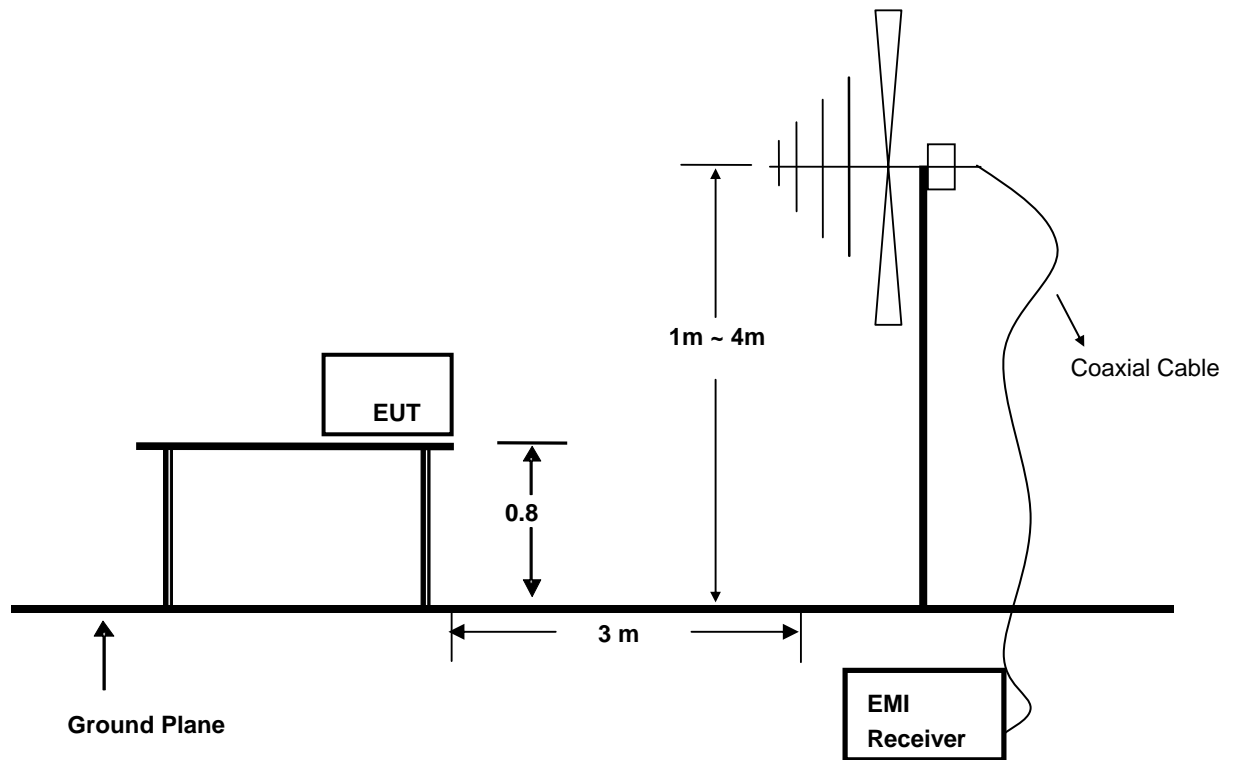 1m ~ 4m
Coaxial Cable
EUT
0.8
3 m
Ground Plane
EMI
Receiver